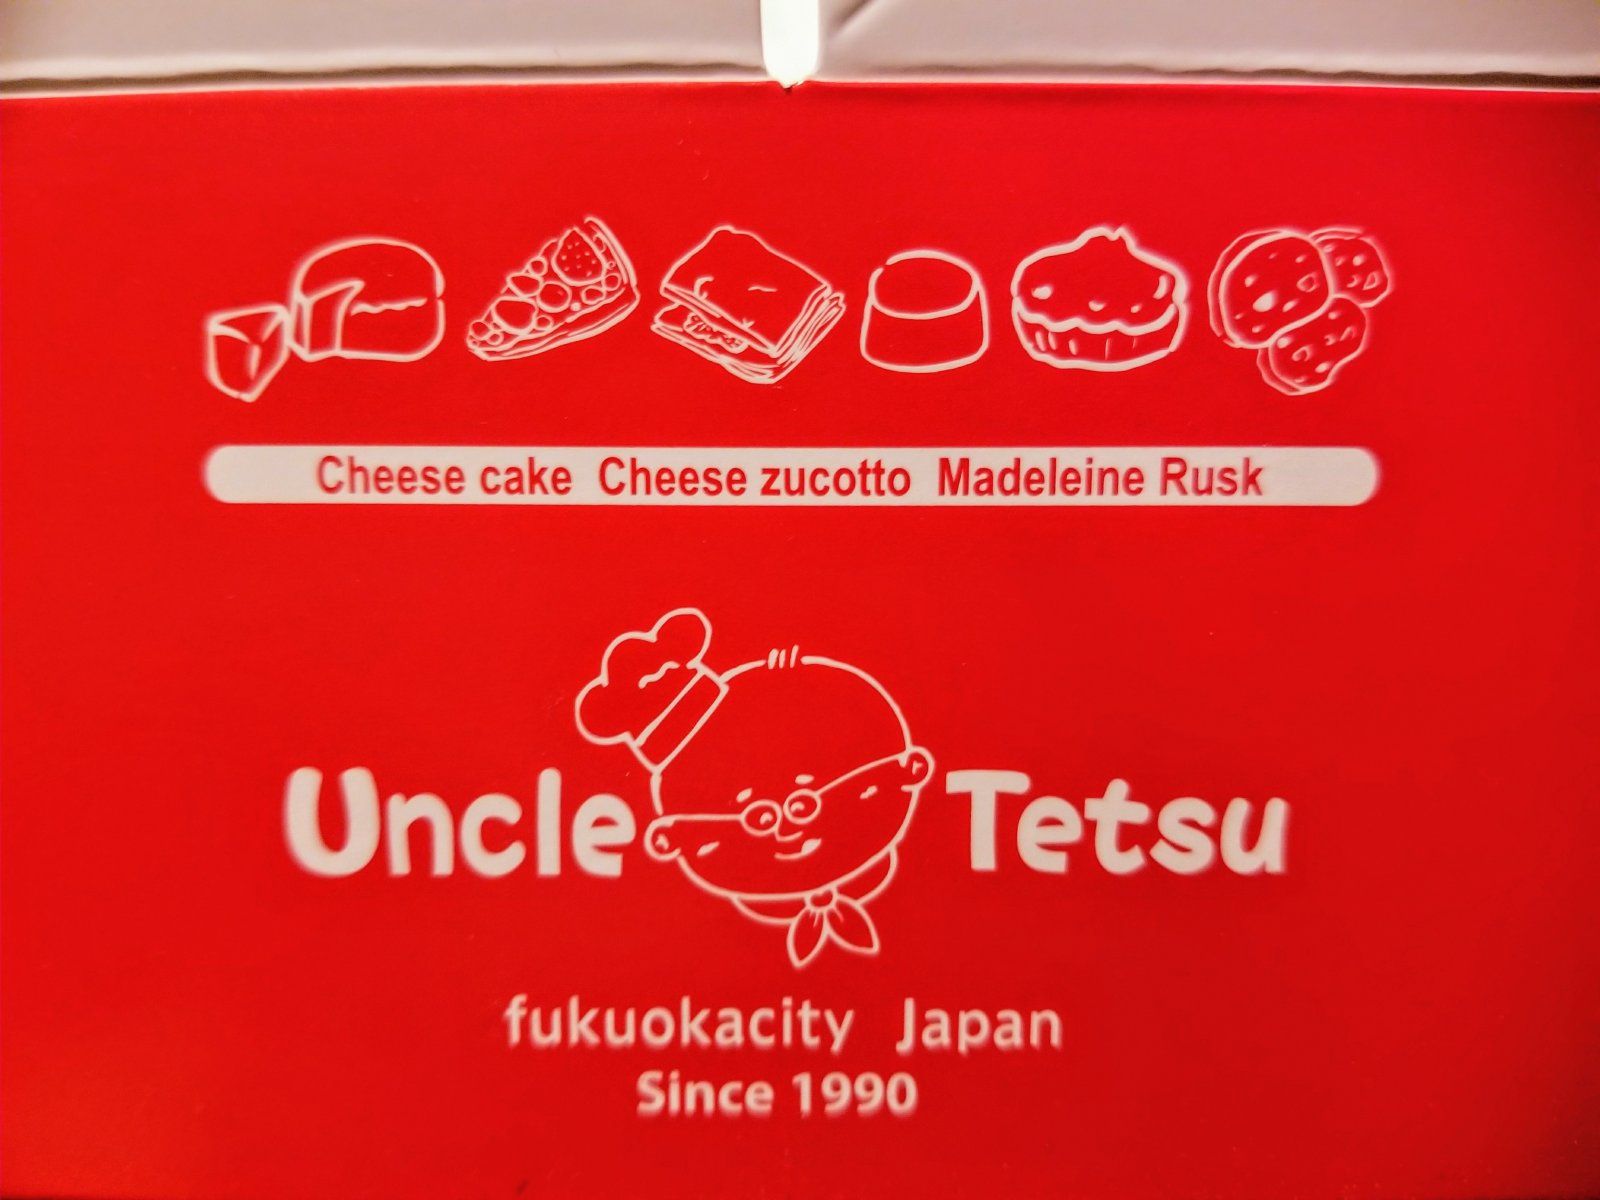 Cheese cake Cheese zucotto Madeleine Rusk
Uncle Tetsu
fukuokacity Japan
Since 1990